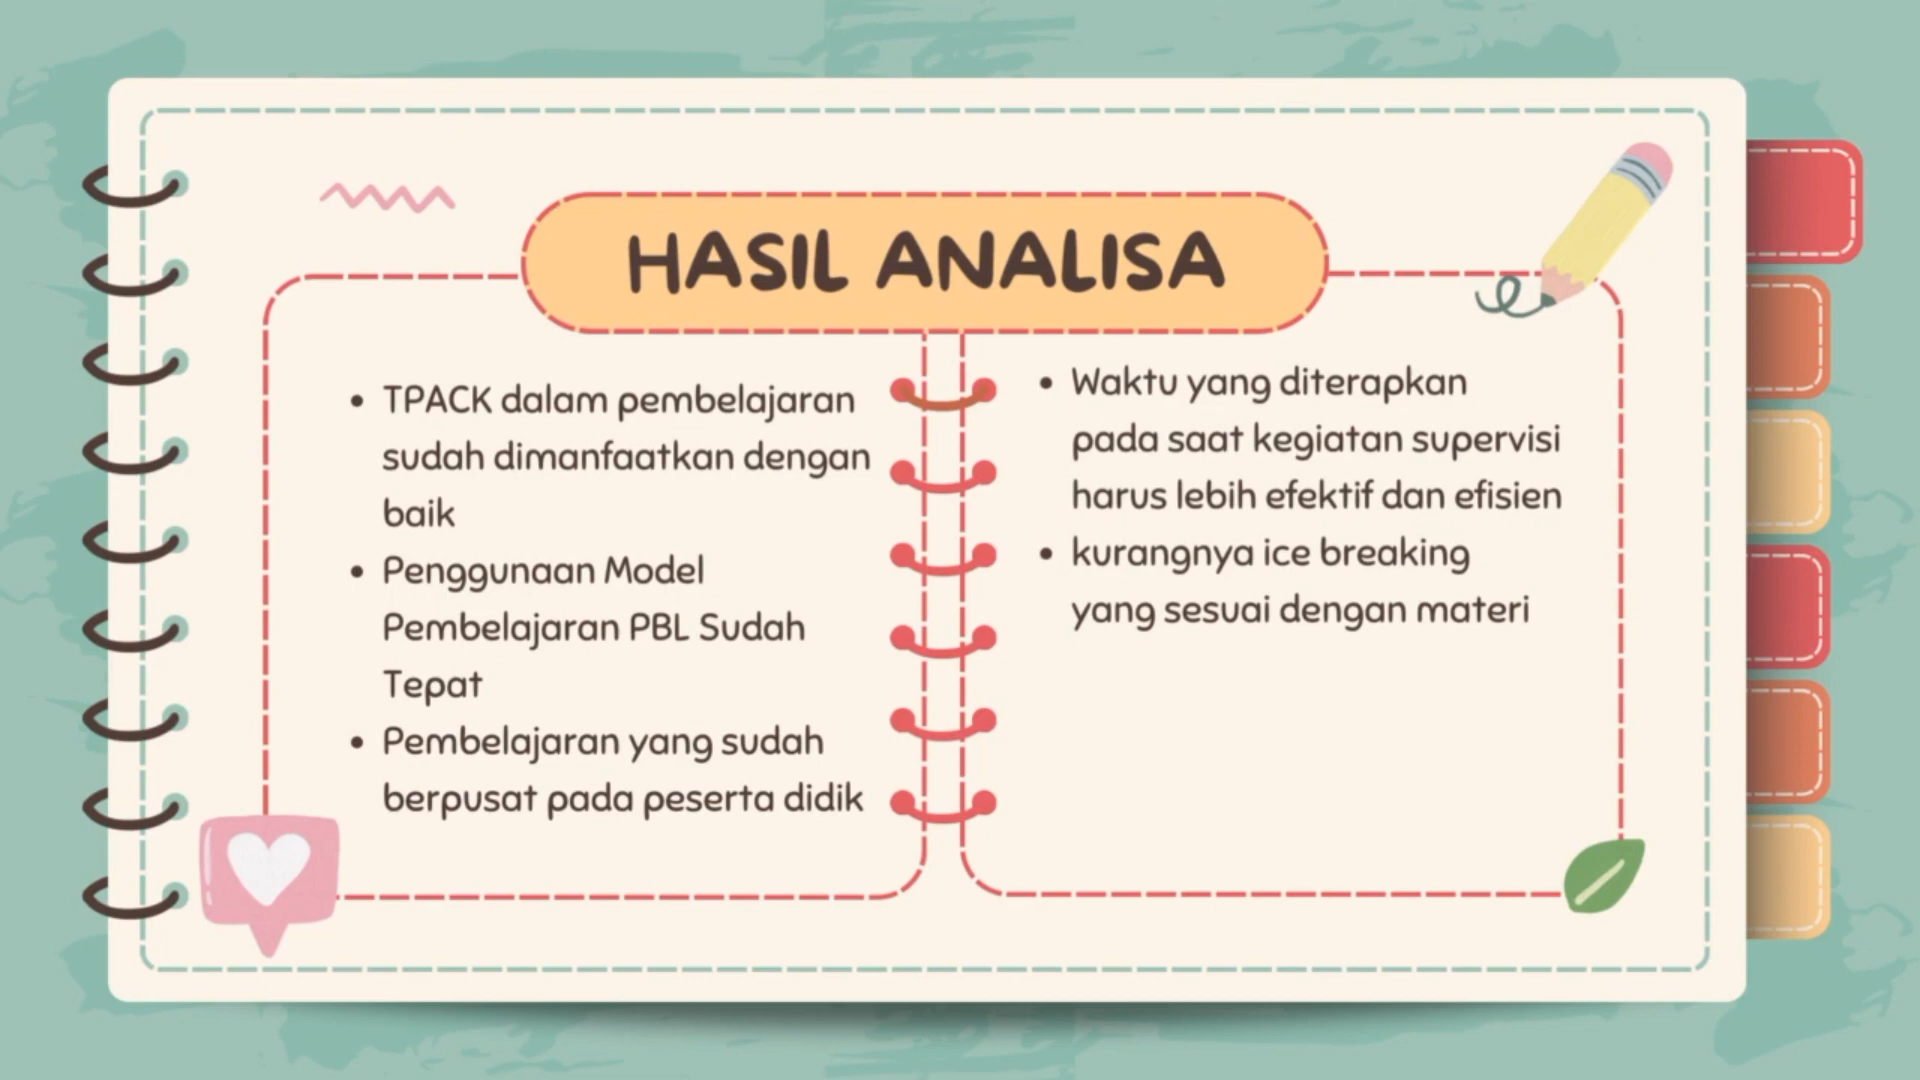 HASIL ANALISA
• TPACK dalam pembelajaran
sudah dimanfaatkan dengan
baik
• Penggunaan Model
Pembelajaran PBL Sudah
Tepat
• Pembelajaran yang sudah
berpusat pada peserta didik
• Waktu yang diterapkan
pada saat kegiatan supervisi
harus lebih efektif dan efisien
• kurangnya ice breaking
yang sesuai dengan materi